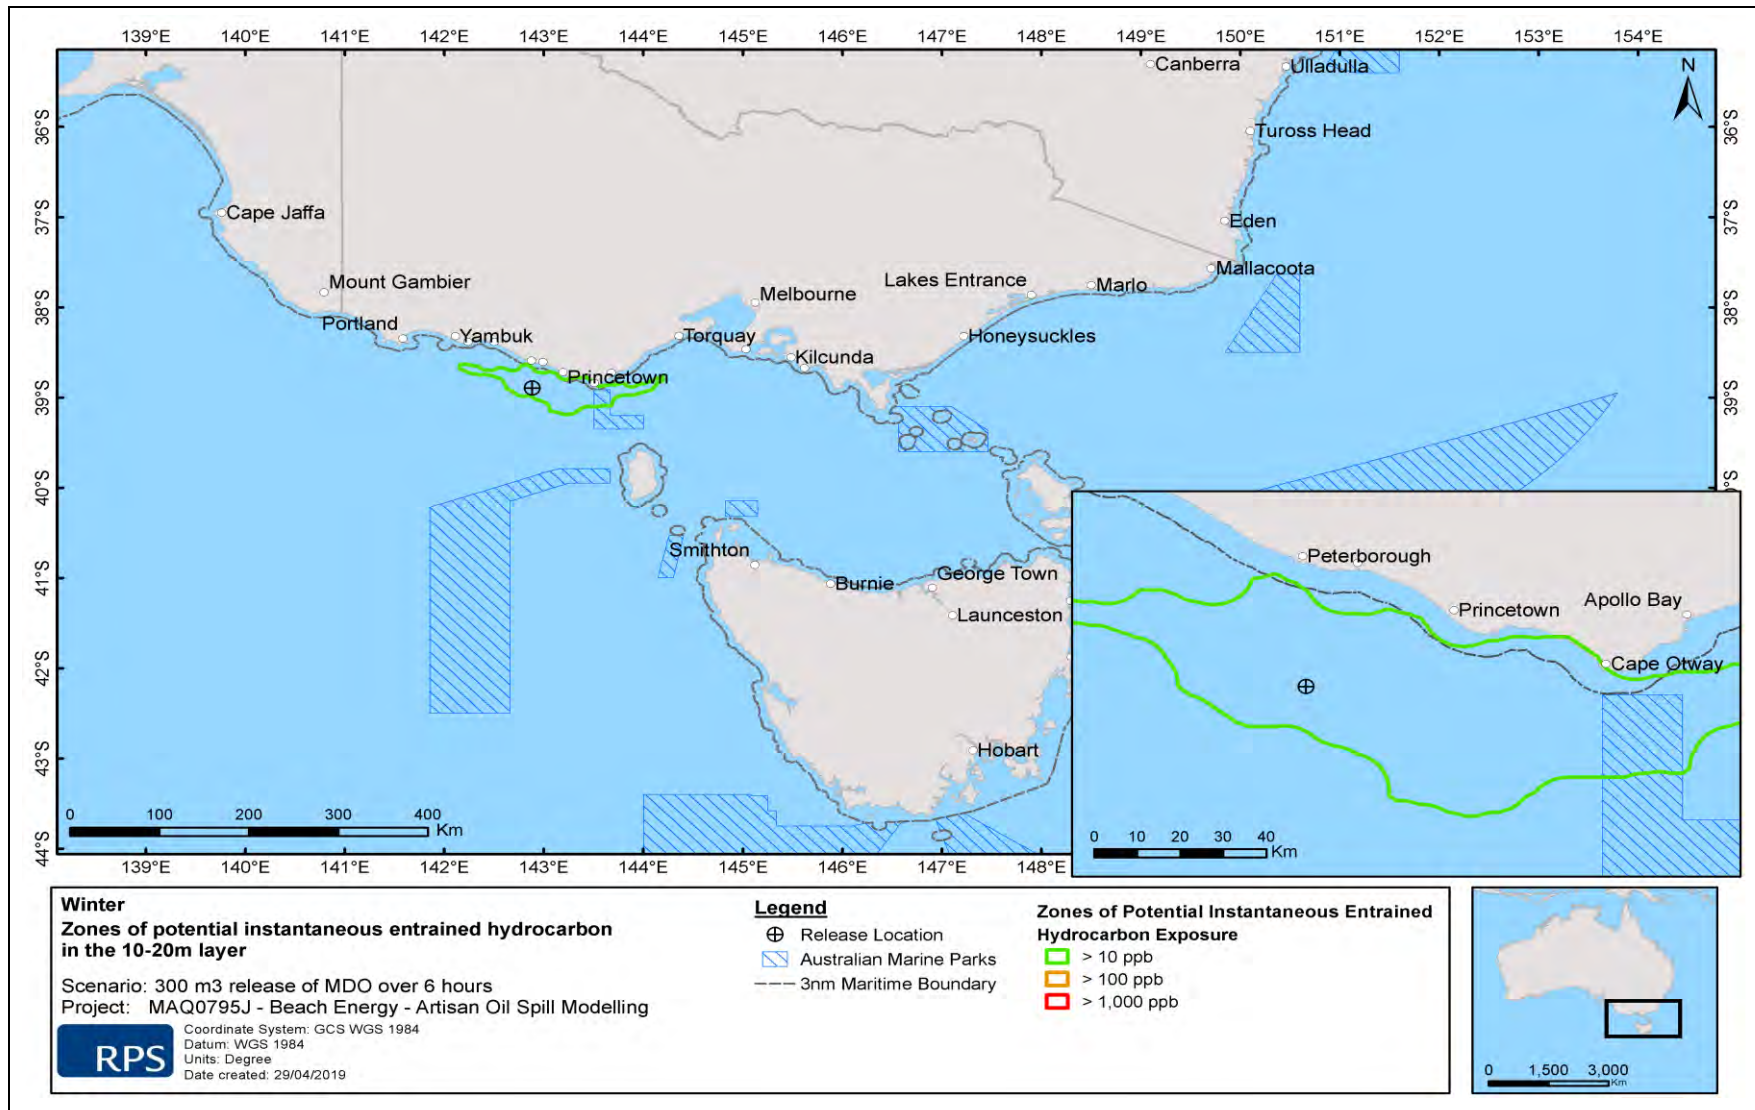 139°E 140°E 141°E 142°E 143°E 144°E 145°E 146°E 147°E 148°E 149°E 150°E 151°E 152°E 153°E 154°E
N
Canberra
Ulladulla
36°S
36°S
Tuross Head
37°S
37°S
Cape Jaffa
Eden
Mallacoota
Mount Gambier
Lakes Entrance
Marlo
Melbourne
38°S
38°S
Portland
Yambuk
Torquay
Honeysuckles
Kilcunda
Princetown
39°S
39°S
40°S
Smithton
41°S
Burnie
George Town
Launceston
42°S
Hobart
43°S
44°S
0 100 200 300 400
Km
139°E 140°E 141°E 142°E 143°E 144°E 145°E 146°E 147°E 148°E
Peterborough
Princetown
Apollo Bay
Cape Otway
0 10 20 30 40
Km
Winter
Zones of potential instantaneous entrained hydrocarbon
in the 10-20m layer
Scenario: 300 m3 release of MDO over 6 hours
Project: MAQ0795J - Beach Energy - Artisan Oil Spill Modelling
RPS
Coordinate System: GCS WGS 1984
Datum: WGS 1984
Units: Degree
Date created: 29/04/2019
Legend
Release Location
Australian Marine Parks
3nm Maritime Boundary
Zones of Potential Instantaneous Entrained
Hydrocarbon Exposure
> 10 ppb
> 100 ppb
> 1,000 ppb
0 1,500 3,000
Km